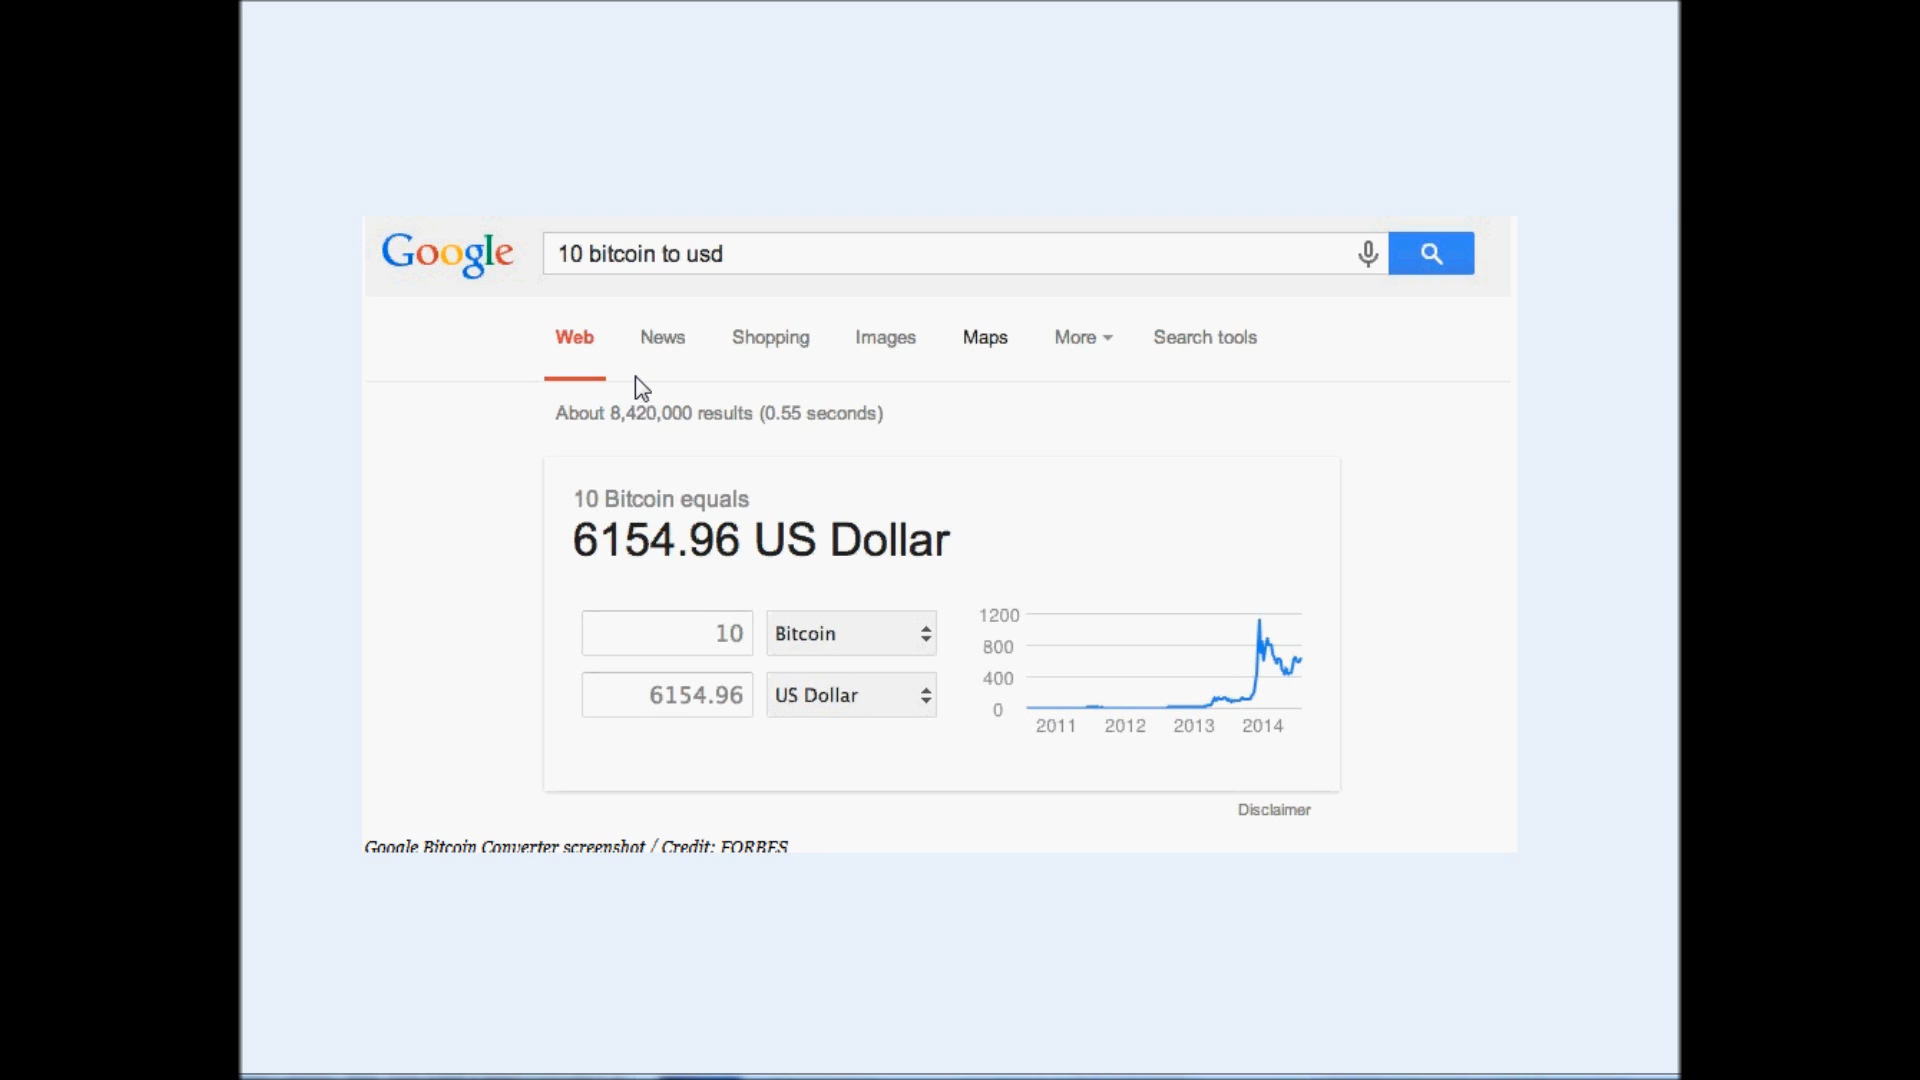 Google
10 bitcoin to usd
Web News Shopping Images Maps More Search tools
About 8,420,000 results (0.55 seconds)
10 Bitcoin equals
6154.96 US Dollar
10 Bitcoin
6154.96 US Dollar
1200
800
400
0
2011 2012 2013 2014
Disclaimer
Google Bitcoin Converter screenshot / Credit: FORBES